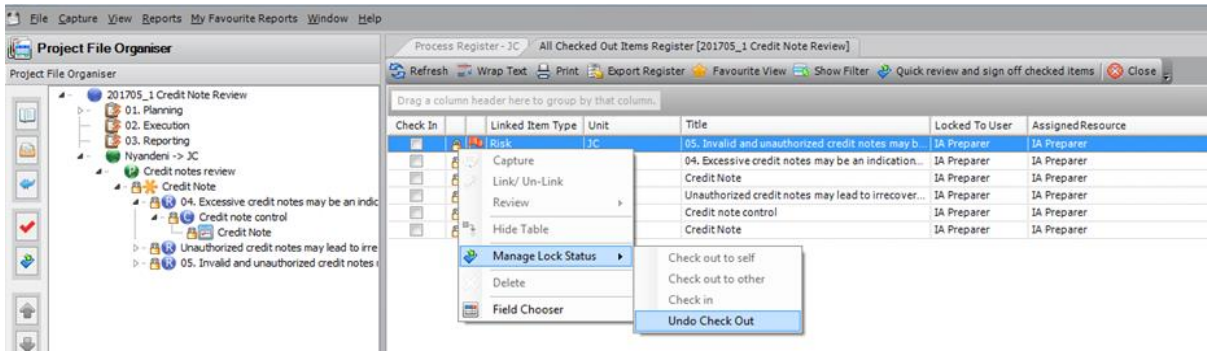 File Capture View Reports My Favourite Reports Window Help
Project File Organiser
Process Register - JC All Checked Out Items Register [201705_1 Credit Note Review]
Project File Organiser
Refresh Wrap Text Print Export Register Favourite View Show Filter Quick review and sign off checked items Close
201705_1 Credit Note Review
01. Planning
02. Execution
03. Reporting
Nyandeni -> JC
Credit notes review
Credit Note
04. Excessive credit notes may be an indic
Credit note control
Credit Note
Unauthorized credit notes may lead to irre
05. Invalid and unauthorized credit notes
Drag a column header here to group by that column.
Check In Linked Item Type Unit Title Locked To User Assigned Resource
Risk JC 05. Invalid and unauthorized credit notes may b... IA Preparer IA Preparer
04. Excessive credit notes may be an indication... IA Preparer IA Preparer
Credit Note IA Preparer IA Preparer
Unauthorized credit notes may lead to irrecover... IA Preparer IA Preparer
Credit note control IA Preparer IA Preparer
Credit Note IA Preparer IA Preparer
Capture
Link/ Un-Link
Review
Hide Table
Manage Lock Status
Delete
Field Chooser
Check out to self
Check out to other
Check in
Undo Check Out